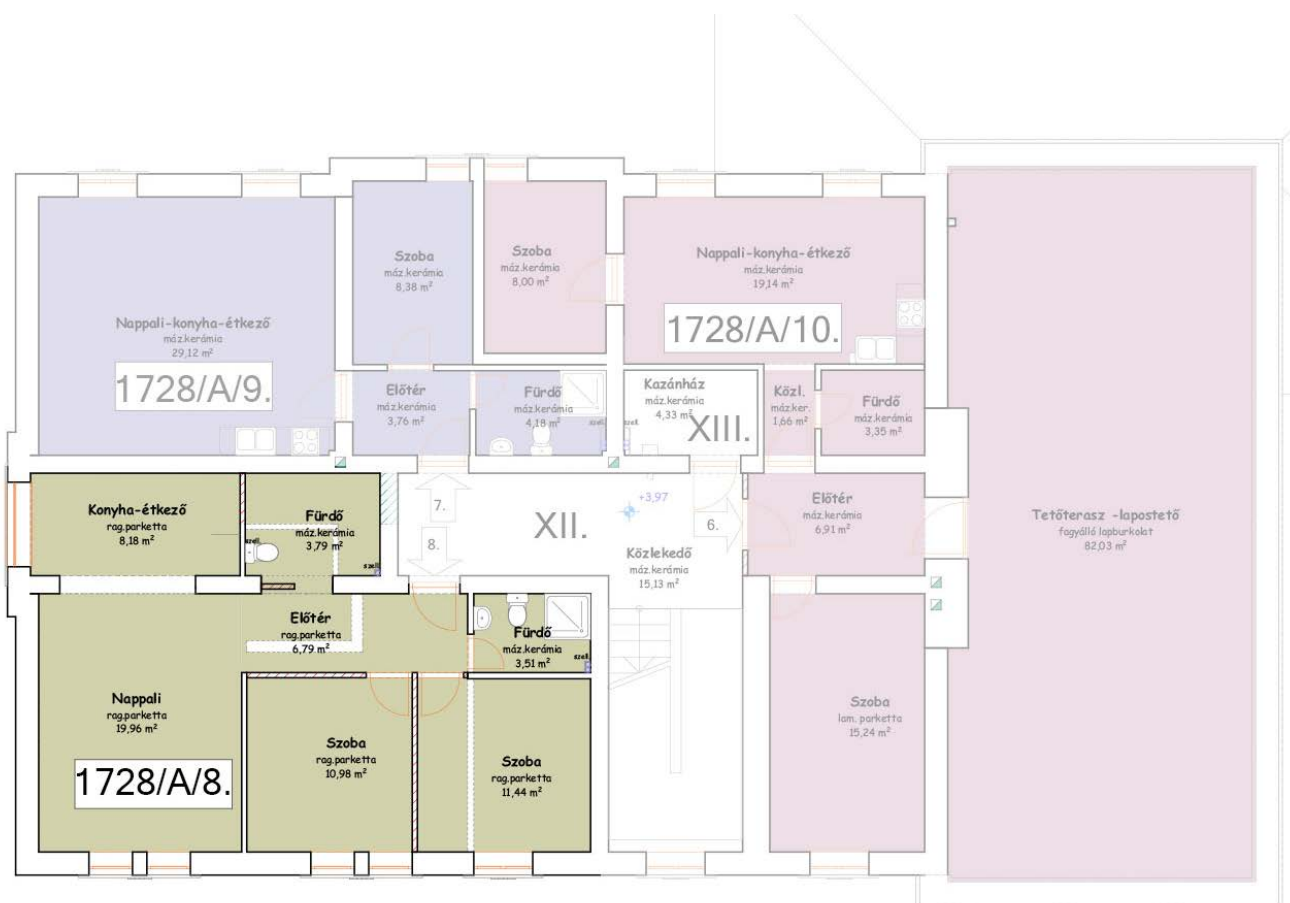 Szoba
máz.kerámia
8,38 m²
Szoba
máz.kerámia
8,00 m²
Nappali-konyha-étkező
máz.kerámia
19,14 m²
1728/A/10.
Nappali-konyha-étkező
máz.kerámia
29,12 m²
1728/A/9.
Előtér
máz.kerámia
3,76 m²
Fürdő
máz.kerámia
4,18 m²
szell.
szell.
Kazánház
máz.kerámia
4,33 m²
XIII.
Közl.
máz.ker.
1,66 m²
Fürdő
máz.kerámia
3,35 m²
Konyha-étkező
rag.parketta
8,18 m²
Fürdő
máz.kerámia
3,79 m²
szell.
szell.
7.
8.
XII.
+3,97
6.
Közlekedő
máz.kerámia
15,13 m²
Előtér
máz.kerámia
6,91 m²
Tetőterasz -lapostető
fagyálló lapburkolat
82,03 m²
Előtér
rag.parketta
6,79 m²
Fürdő
máz.kerámia
3,51 m²
szell.
Nappali
rag.parketta
19,96 m²
1728/A/8.
Szoba
rag.parketta
10,98 m²
Szoba
rag.parketta
11,44 m²
Szoba
lam. parketta
15,24 m²